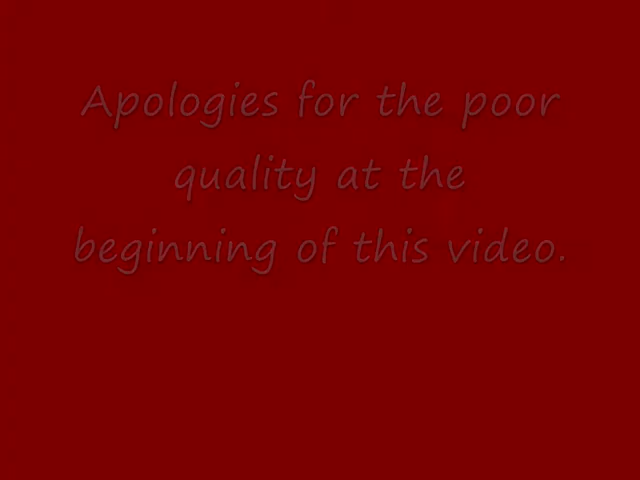 Apologies for the poor
quality at the
beginning of this video.